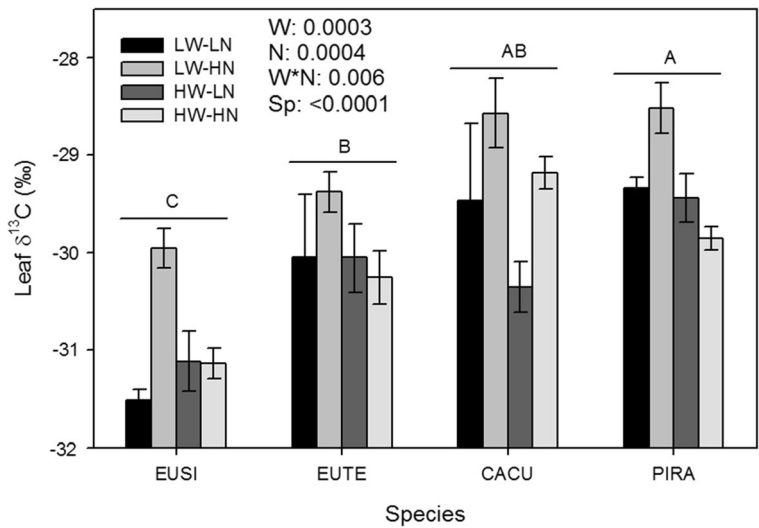 -27
-28
-29
-30
-31
-32
Leaf δ¹³C (‰)
LW-LN
LW-HN
HW-LN
HW-HN
W: 0.0003
N: 0.0004
W*N: 0.006
Sp: <0.0001
C
B
AB
A
EUSI EUTE CACU PIRA
Species